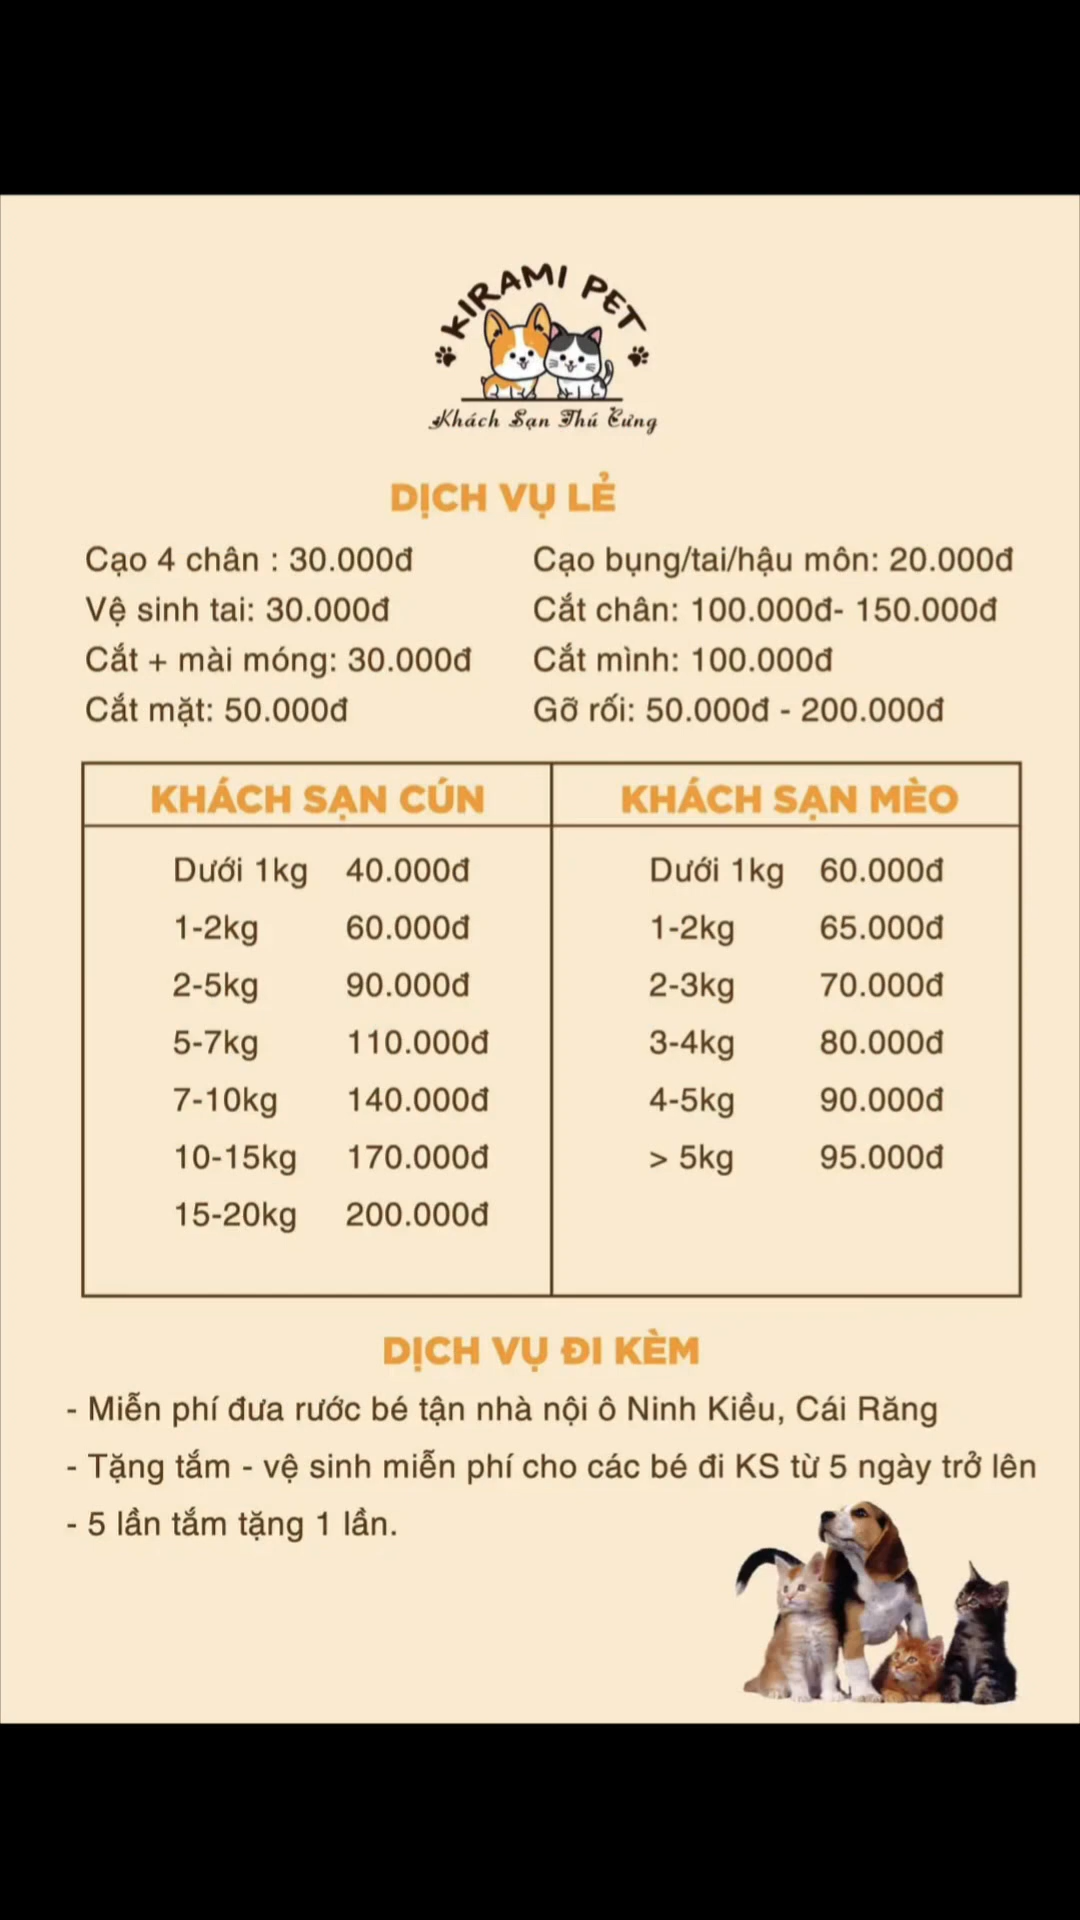 KIRAMI PET
Khách Sạn Thú Cưng
DỊCH VỤ LẺ
Cạo 4 chân : 30.000đ
Cạo bụng/tai/hậu môn: 20.000đ
Vệ sinh tai: 30.000đ
Cắt chân: 100.000đ- 150.000đ
Cắt + mài móng: 30.000đ
Cắt mình: 100.000đ
Cắt mặt: 50.000đ
Gỡ rối: 50.000đ - 200.000đ
KHÁCH SẠN CÚN
Dưới 1kg 40.000đ
1-2kg 60.000đ
2-5kg 90.000đ
5-7kg 110.000đ
7-10kg 140.000đ
10-15kg 170.000đ
15-20kg 200.000đ
KHÁCH SẠN MÈO
Dưới 1kg 60.000đ
1-2kg 65.000đ
2-3kg 70.000đ
3-4kg 80.000đ
4-5kg 90.000đ
> 5kg 95.000đ
DỊCH VỤ ĐI KÈM
- Miễn phí đưa rước bé tận nhà nội ô Ninh Kiều, Cái Răng
- Tặng tắm - vệ sinh miễn phí cho các bé đi KS từ 5 ngày trở lên
- 5 lần tắm tặng 1 lần.